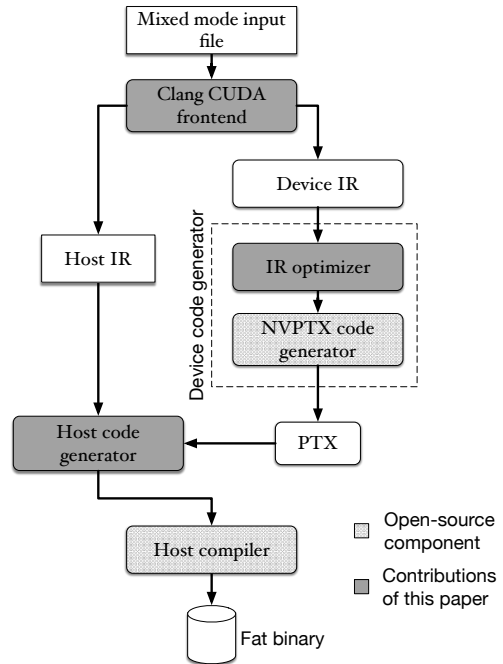 Mixed mode input
file
Clang CUDA
frontend
Device IR
Host IR
Device code generator
IR optimizer
NVPTX code
generator
Host code
generator
PTX
Host compiler
Open-source
component
Contributions
of this paper
Fat binary